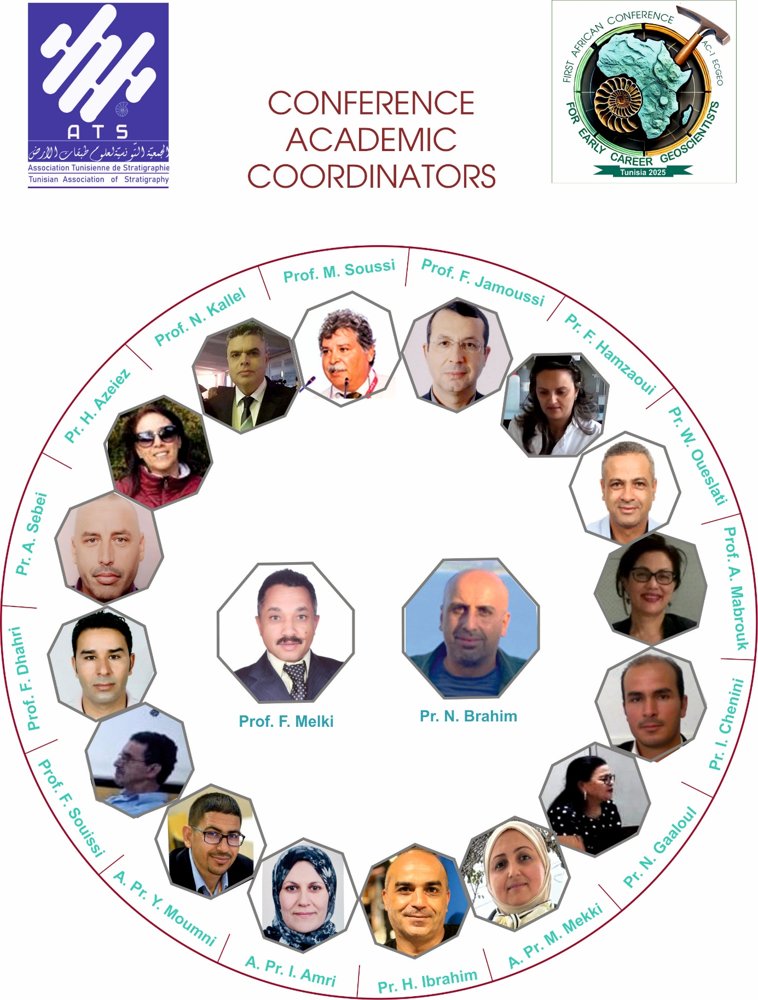 ATS
الجمعيّة التّونسيّة لعلوم طبقات الأرض
Association Tunisienne de Stratigraphie
Tunisian Association of Stratigraphy
CONFERENCE
ACADEMIC
COORDINATORS
FIRST AFRICAN CONFERENCE
AC-1 ECGEO
FOR EARLY CAREER GEOSCIENTISTS
Tunisia 2025
Prof. M. Soussi
Prof. F. Jamoussi
Pr. F. Hamzaoui
Pr. W. Oueslati
Prof. A. Mabrouk
Pr. I. Chenini
Pr. N. Gaaloul
A. Pr. M. Mekki
Pr. H. Ibrahim
A. Pr. I. Amri
A. Pr. Y. Moumni
Prof. F. Souissi
Prof. F. Dhahri
Pr. A. Sebei
Pr. H. Azeiez
Prof. N. Kallel
Prof. F. Melki
Pr. N. Brahim